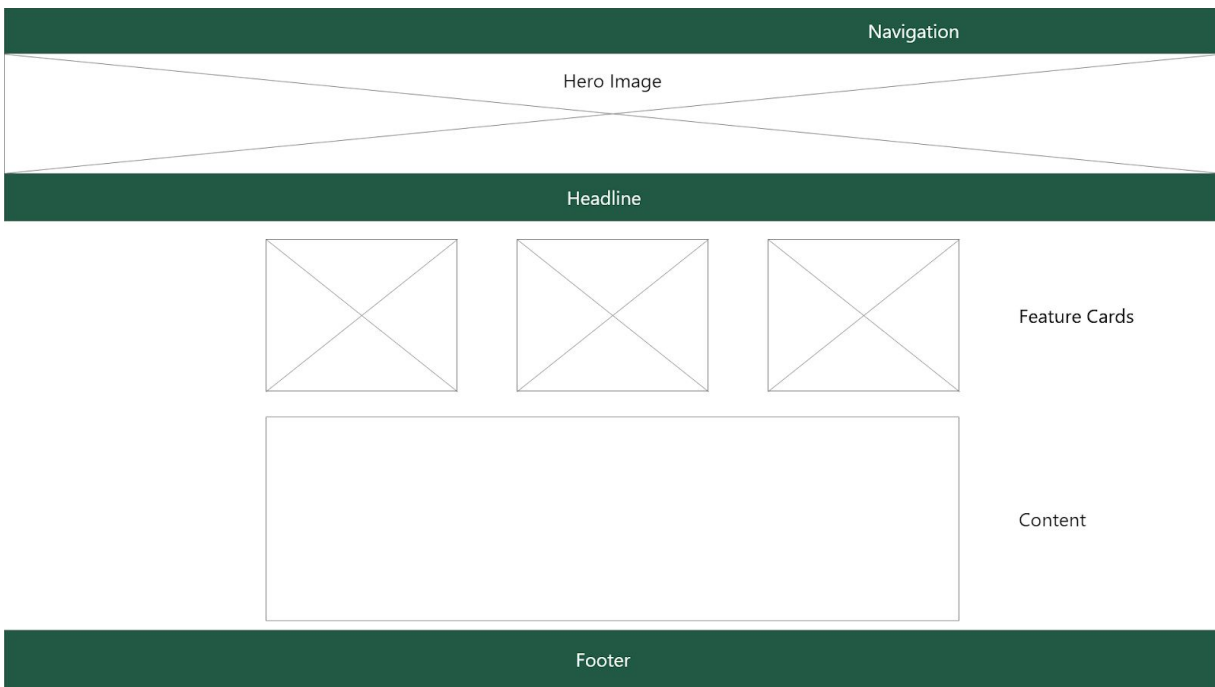 Navigation
Hero Image
Headline
Feature Cards
Content
Footer